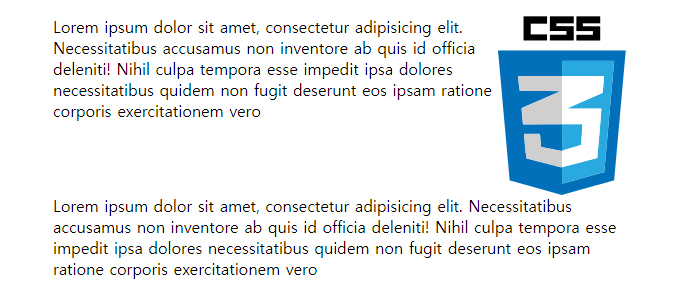 Lorem ipsum dolor sit amet, consectetur adipisicing elit.
Necessitatibus accusamus non inventore ab quis id officia
deleniti! Nihil culpa tempora esse impedit ipsa dolores
necessitatibus quidem non fugit deserunt eos ipsam ratione
corporis exercitationem vero
CSS
3
Lorem ipsum dolor sit amet, consectetur adipisicing elit. Necessitatibus
accusamus non inventore ab quis id officia deleniti! Nihil culpa tempora esse
impedit ipsa dolores necessitatibus quidem non fugit deserunt eos ipsam
ratione corporis exercitationem vero